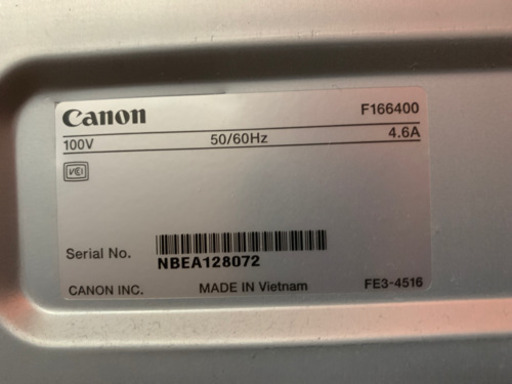 Canon F166400
100V 50/60Hz 4.6A
VCI
Serial No.
NBEA128072
CANON INC. MADE IN Vietnam FE3-4516